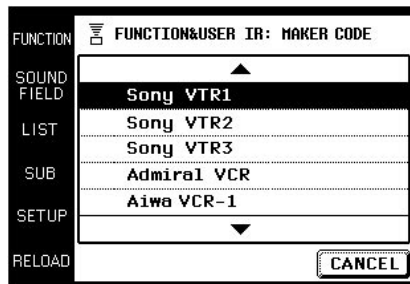 FUNCTION
SOUND
FIELD
LIST
SUB
SETUP
RELOAD
FUNCTION&USER IR: MAKER CODE
Sony VTR1
Sony VTR2
Sony VTR3
Admiral VCR
Aiwa VCR-1
CANCEL